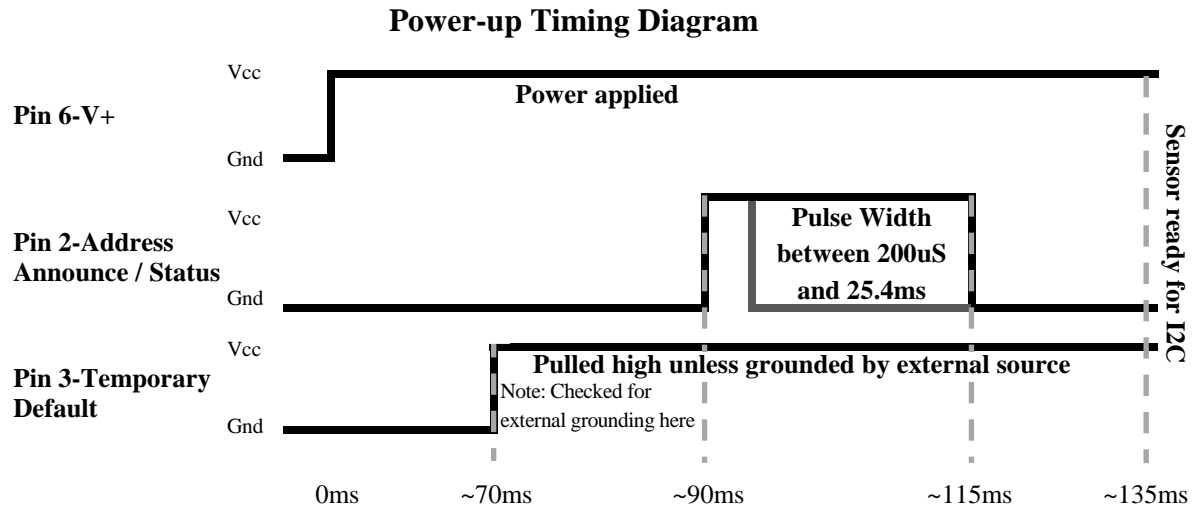 Power-up Timing Diagram
Vcc
Pin 6-V+
Power applied
Gnd
Vcc
Pin 2-Address
Announce / Status
Pulse Width
between 200uS
and 25.4ms
Gnd
Vcc
Pin 3-Temporary
Default
Pulled high unless grounded by external source
Note: Checked for
external grounding here
Gnd
Sensor ready for I2C
0ms
~70ms
~90ms
~115ms
~135ms